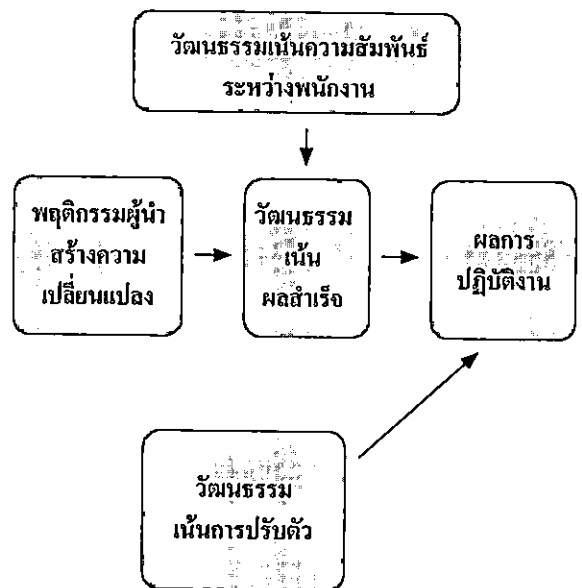 วัฒนธรรมเน้นความสัมพันธ์
ระหว่างพนักงาน
พฤติกรรมผู้นำ
สร้างความ
เปลี่ยนแปลง
วัฒนธรรม
เน้น
ผลสำเร็จ
ผลการ
ปฏิบัติงาน
วัฒนธรรม
เน้นการปรับตัว